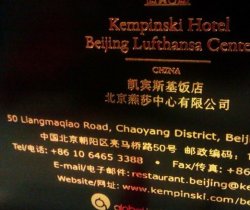 Kempinski Hotel
Beijing Lufthansa Cente
CHINA
凯宾斯基饭店
北京燕莎中心有限公司
50 Liangmaqiao Road, Chaoyang District, Beij
中国北京朝阳区亮马桥路50号 邮政编码:
Tel/电话: +86 10 6465 3388 • Fax/传真: +86
E-mail/电子邮件: restaurant.beijing@ke
Website/网址: www.kempinski.com/b
global